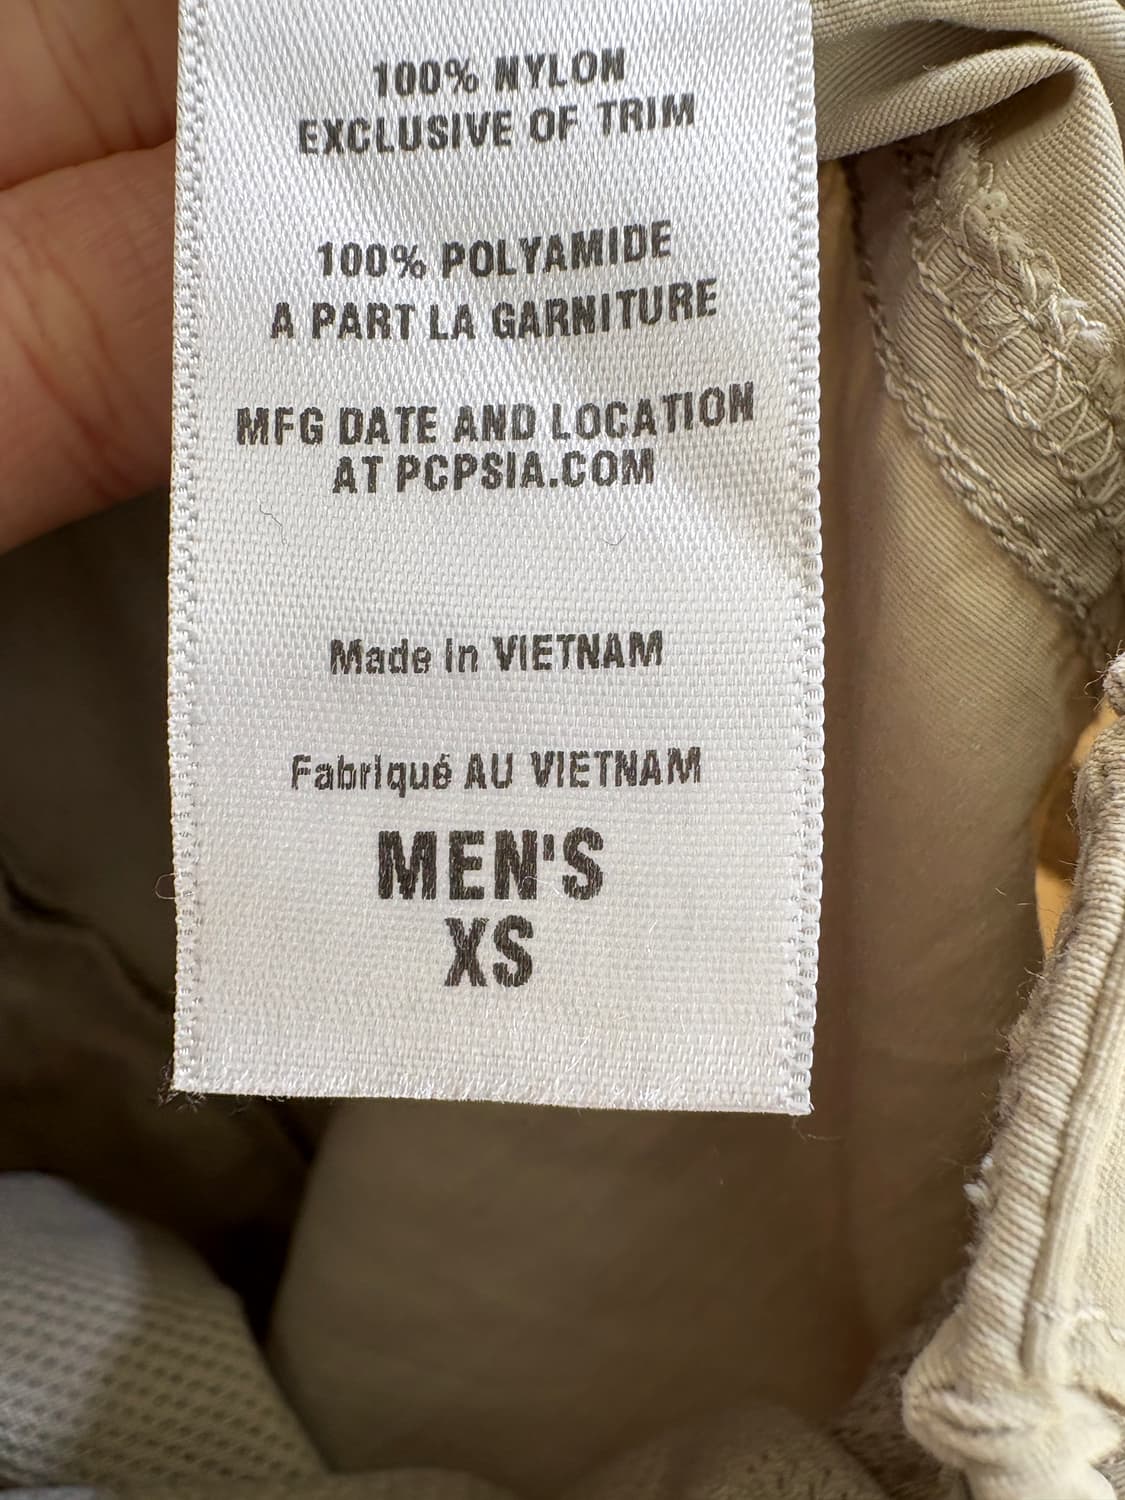 100% NYLON
EXCLUSIVE OF TRIM
100% POLYAMIDE
A PART LA GARNITURE
MFG DATE AND LOCATION
AT PCPSIA.COM
Made in VIETNAM
Fabriqué AU VIETNAM
MEN'S
XS